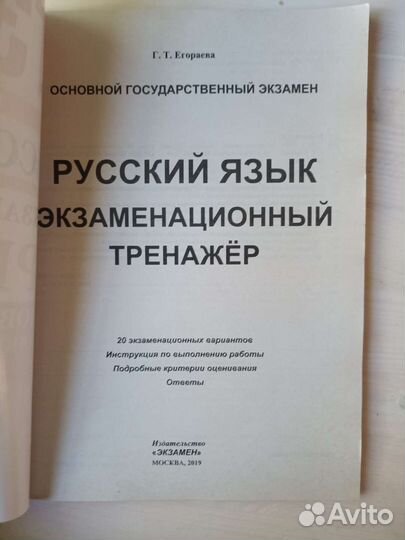 Г. Т. Егораева
ОСНОВНОЙ ГОСУДАРСТВЕННЫЙ ЭКЗАМЕН
РУССКИЙ ЯЗЫК
ЭКЗАМЕНАЦИОННЫЙ
ТРЕНАЖЁР
20 экзаменационных вариантов
Инструкция по выполнению работы
Подробные критерии оценивания
Ответы
Издательство
«ЭКЗАМЕН»
МОСКВА, 2019
Avito